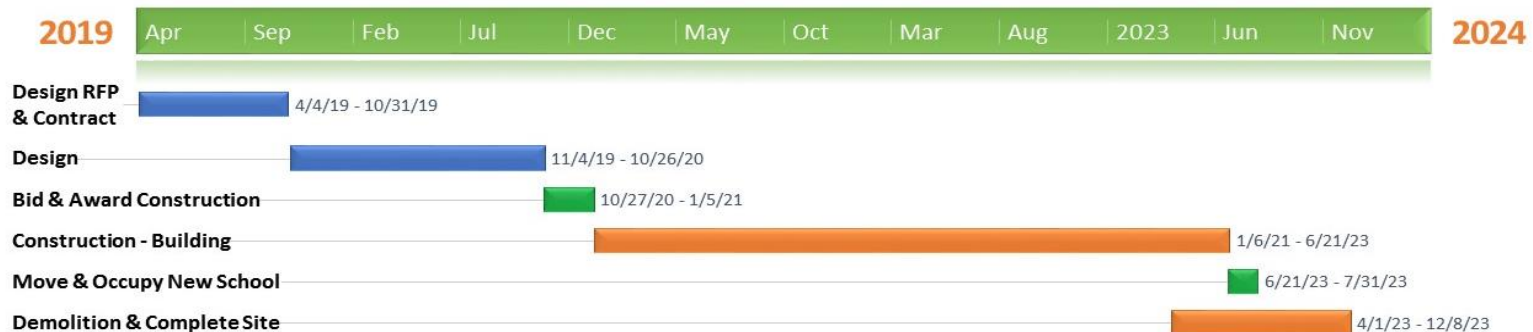 2019 Apr Sep Feb Jul Dec May Oct Mar Aug 2023 Jun Nov 2024
Design RFP
& Contract
4/4/19 - 10/31/19
Design 11/4/19 - 10/26/20
Bid & Award Construction 10/27/20 - 1/5/21
Construction - Building 1/6/21 - 6/21/23
Move & Occupy New School 6/21/23 - 7/31/23
Demolition & Complete Site 4/1/23 - 12/8/23